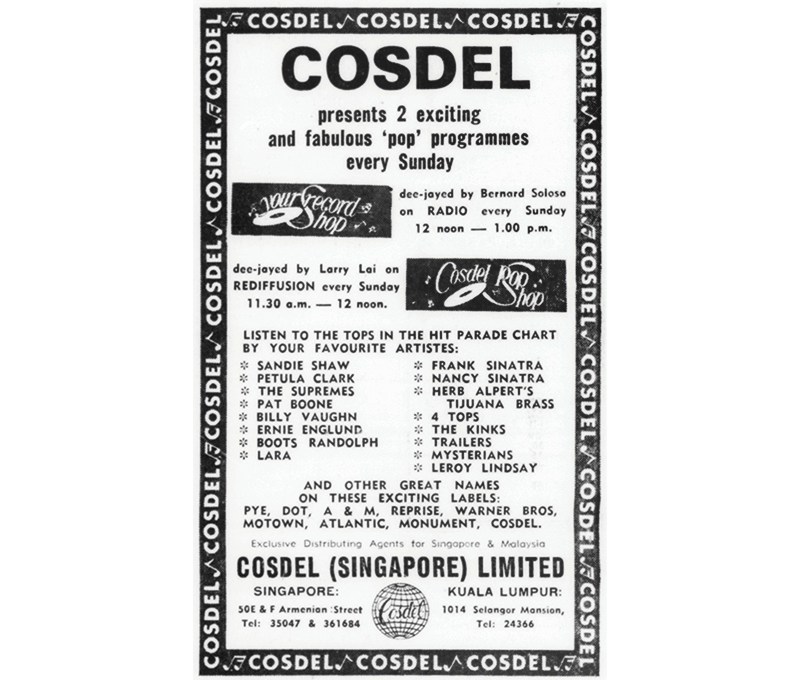 COSDEL COSDEL COSDEL
COSDEL
presents 2 exciting
and fabulous 'pop' programmes
every Sunday
your record
Shop
dee-jayed by Bernard Solosa
on RADIO every Sunday
12 noon — 1.00 p.m.
dee-jayed by Larry Lai on
REDIFFUSION every Sunday
11.30 a.m. — 12 noon.
Cosdel Pop
Shop
LISTEN TO THE TOPS IN THE HIT PARADE CHART
BY YOUR FAVOURITE ARTISTES:
❊ SANDIE SHAW
❊ PETULA CLARK
❊ THE SUPREMES
❊ PAT BOONE
❊ BILLY VAUGHN
❊ ERNIE ENGLUND
❊ BOOTS RANDOLPH
❊ LARA
❊ FRANK SINATRA
❊ NANCY SINATRA
❊ HERB ALPERT'S
TIJUANA BRASS
❊ 4 TOPS
❊ THE KINKS
❊ TRAILERS
❊ MYSTERIANS
❊ LEROY LINDSAY
AND OTHER GREAT NAMES
ON THESE EXCITING LABELS:
PYE, DOT, A & M, REPRISE, WARNER BROS,
MOTOWN, ATLANTIC, MONUMENT, COSDEL.
Exclusive Distributing Agents for Singapore & Malaysia
COSDEL (SINGAPORE) LIMITED
SINGAPORE:
50E & F Armenian Street
Tel: 35047 & 361684
Cosdel
KUALA LUMPUR:
1014 Selangor Mansion,
Tel: 24366
COSDEL COSDEL COSDEL
COSDEL COSDEL COSDEL COSDEL COSDEL
COSDEL COSDEL COSDEL COSDEL COSDEL